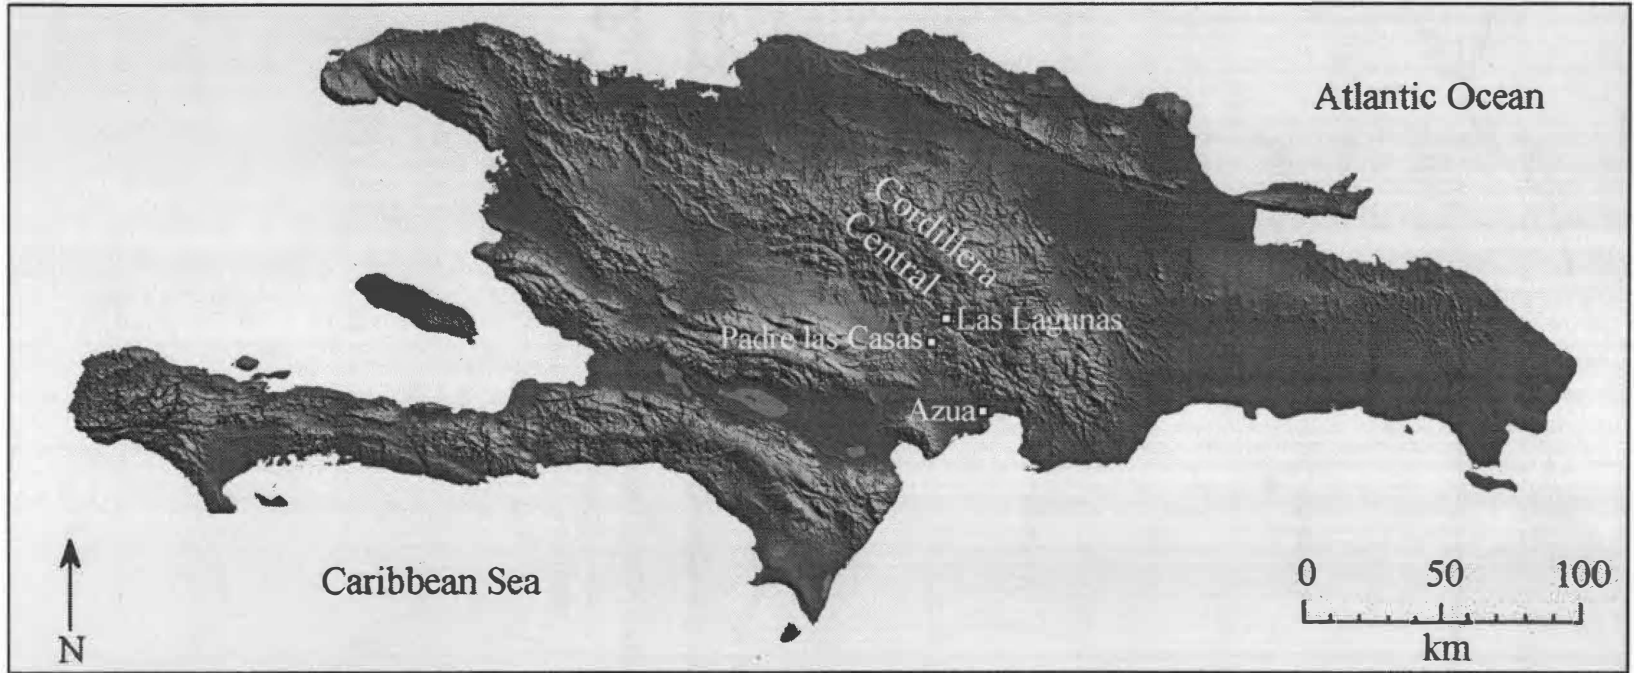 Atlantic Ocean
Cordillera
Central
Las Lagunas
Padre las Casas
Azua
Caribbean Sea
N
0 50 100
km